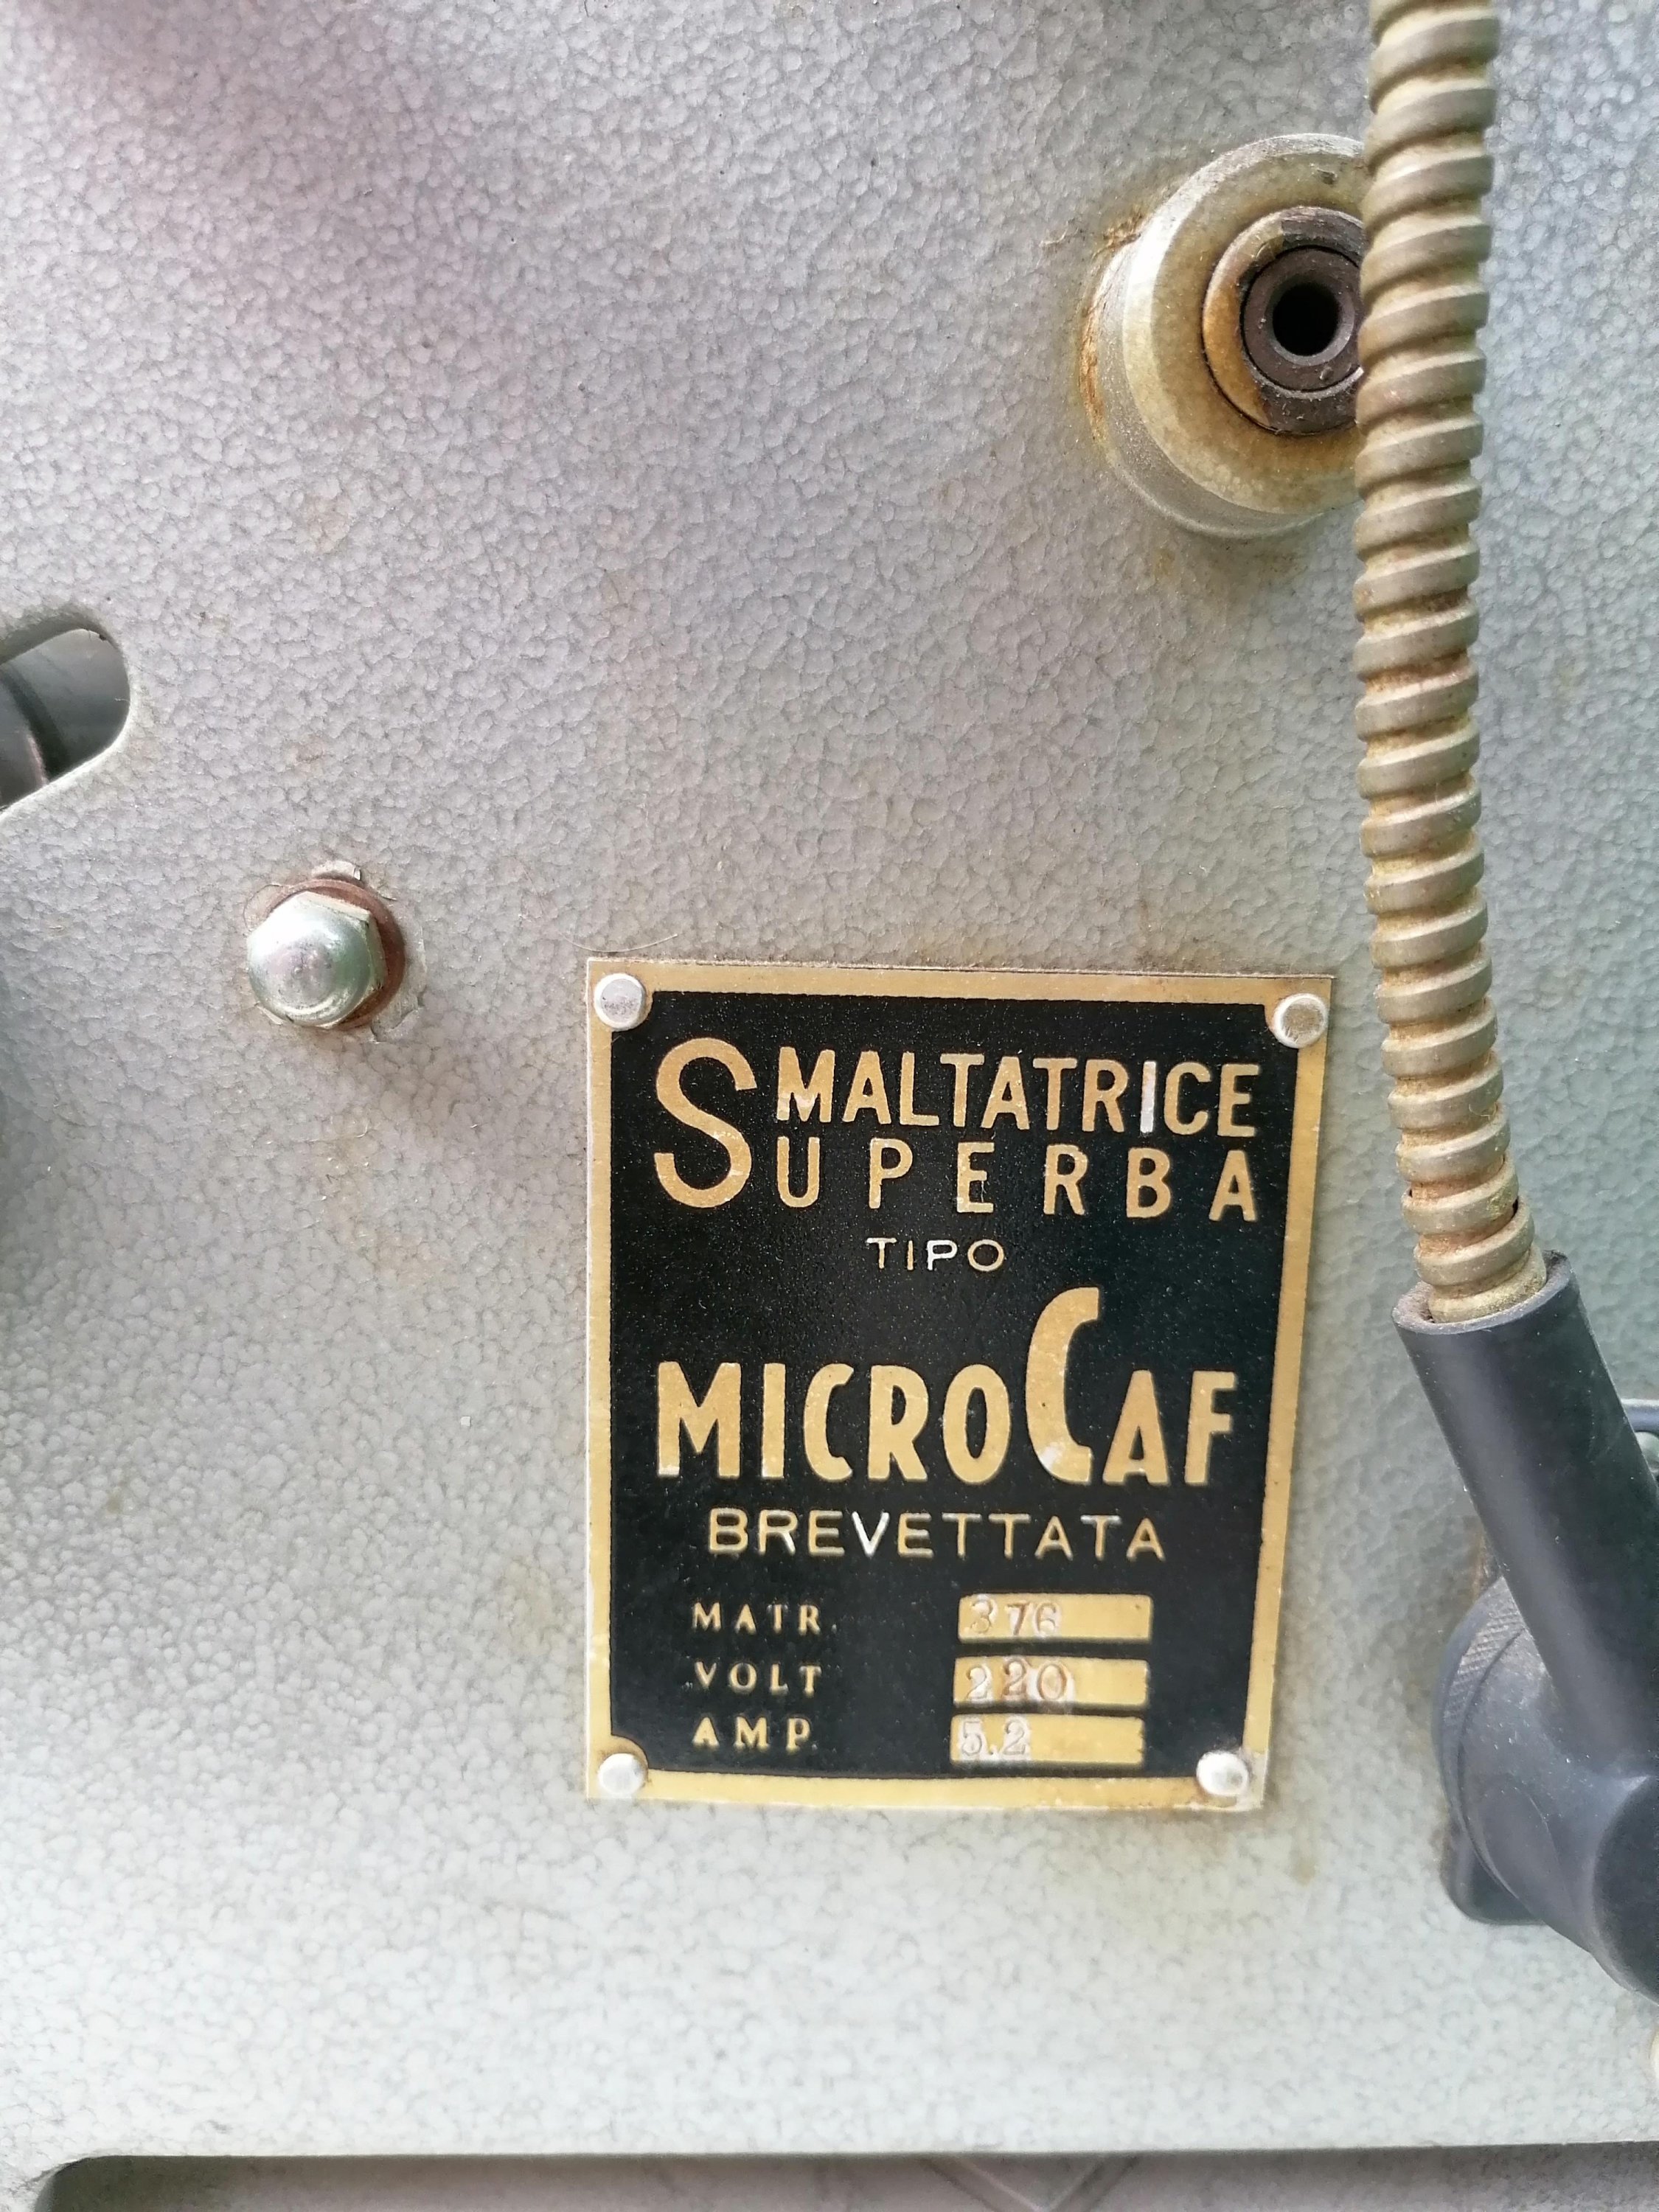 SMALTATRICE
SUPERBA
TIPO
MICROCAF
BREVETTATA
MATR. 376
VOLT 220
AMP. 5.2